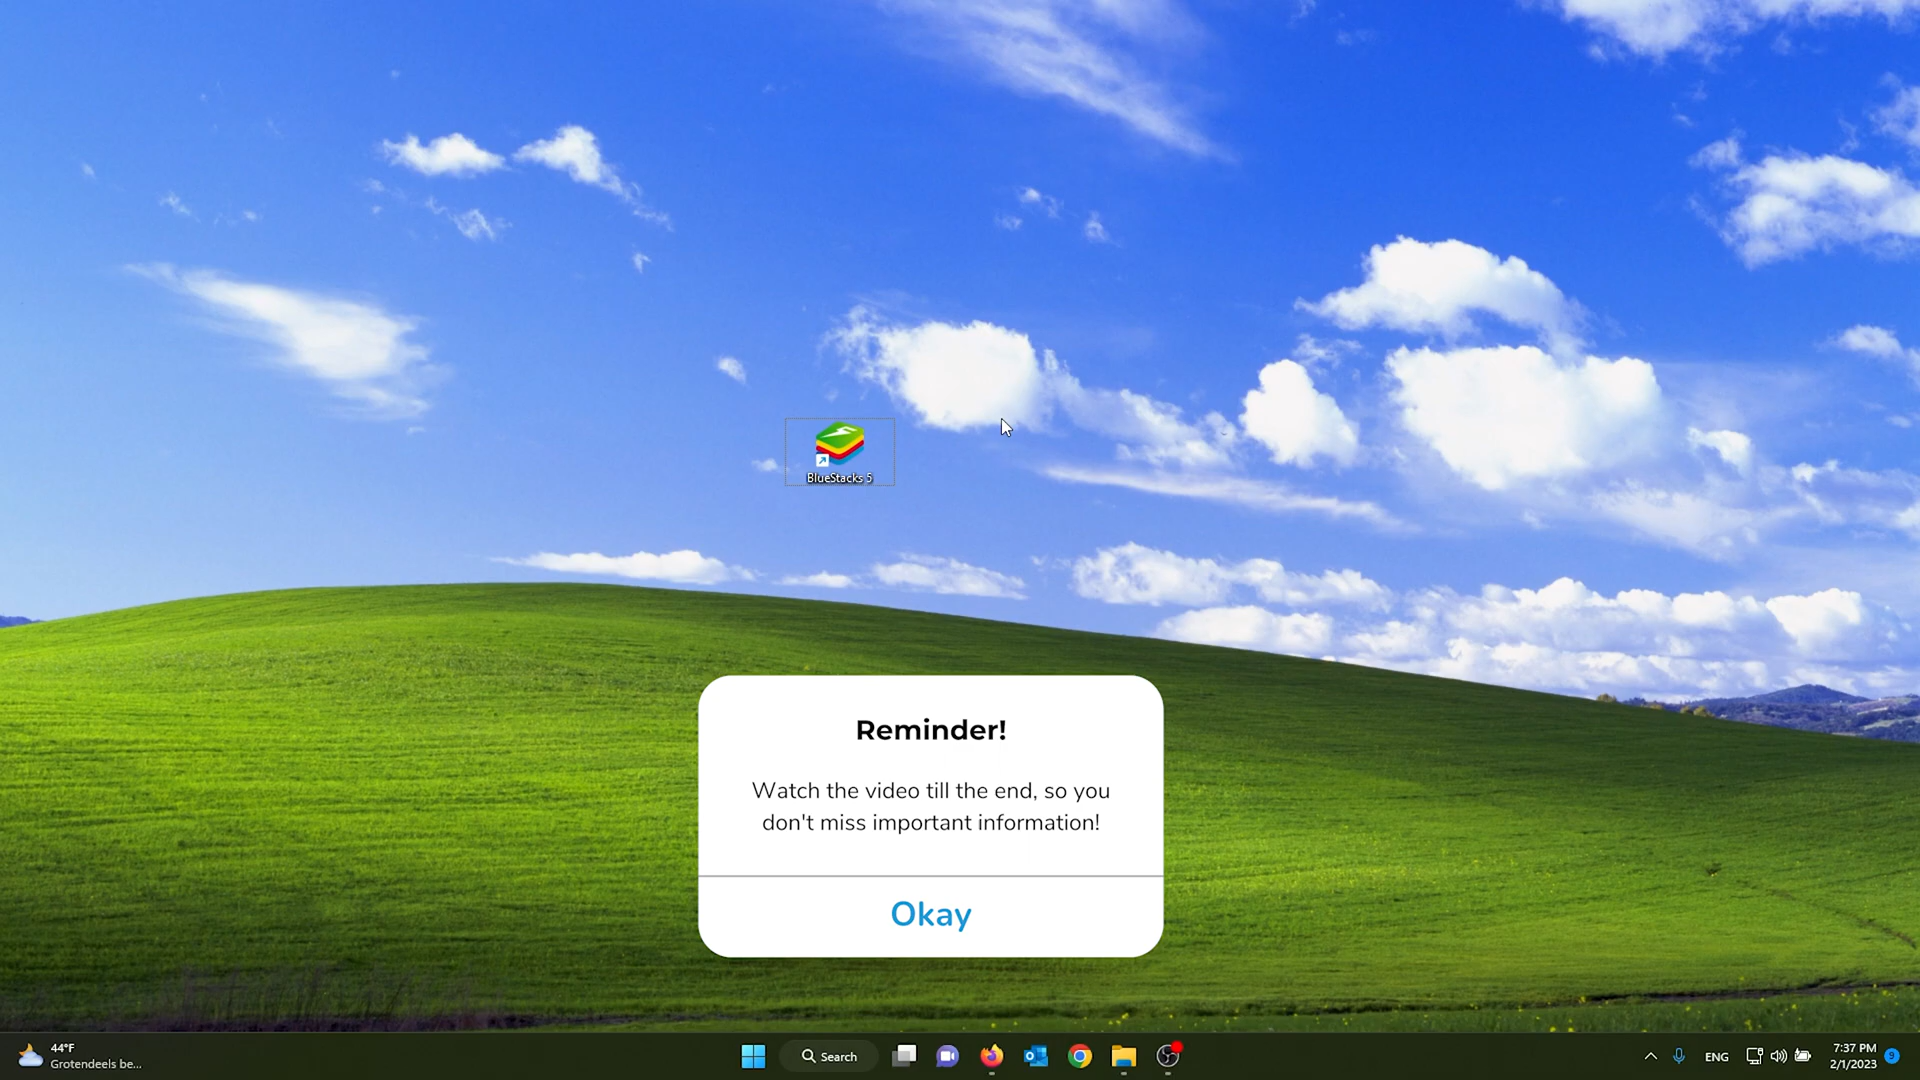 BlueStacks 5
Reminder!
Watch the video till the end, so you
don't miss important information!
Okay
44°F
Grotendeels be...
Search
ENG
7:37 PM
2/1/2023
9